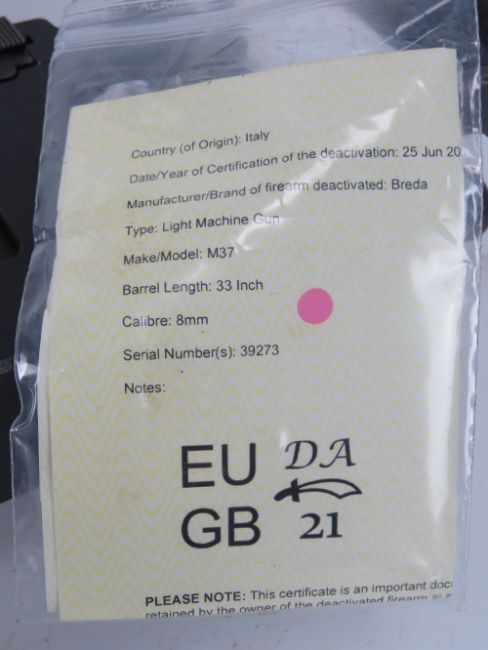 Country (of Origin): Italy
Date/Year of Certification of the deactivation: 25 Jun 20
Manufacturer/Brand of firearm deactivated: Breda
Type: Light Machine Gun
Make/Model: M37
Barrel Length: 33 Inch
Calibre: 8mm
Serial Number(s): 39273
Notes:
EU DA
GB 21
PLEASE NOTE: This certificate is an important doc
retained by the owner of the deactivated firearm at